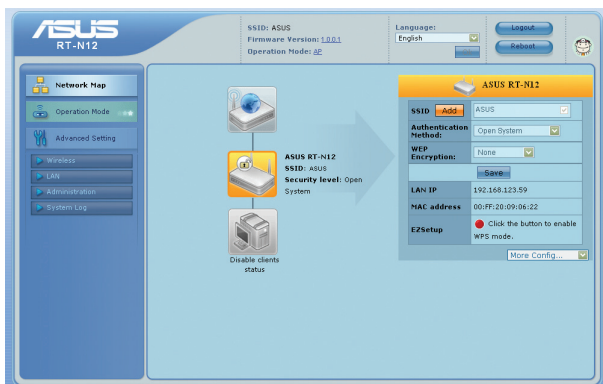 ASUS
RT-N12
SSID: ASUS
Firmware Version: 1.0.0.1
Operation Mode: AP
Language:
English
Logout
Reboot
Network Map
Operation Mode
Advanced Setting
Wireless
LAN
Administration
System Log
ASUS RT-N12
SSID: ASUS
Security level: Open
System
Disable clients
status
ASUS RT-N12
SSID Add ASUS
Authentication
Method: Open System
WEP
Encryption: None
Save
LAN IP 192.168.123.59
MAC address 00:FF:20:09:06:22
EZSetup Click the button to enable
WPS mode.
More Config...